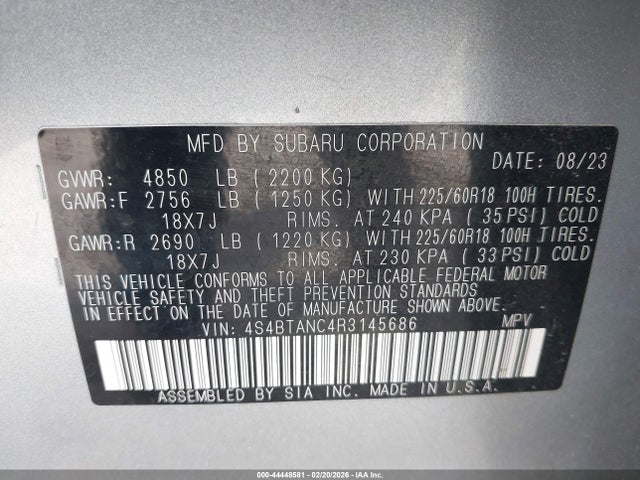 MFD BY SUBARU CORPORATION
DATE: 08/23
GVWR: 4850 LB (2200 KG)
GAWR:F 2756 LB (1250 KG) WITH 225/60R18 100H TIRES.
18X7J RIMS. AT 240 KPA (35 PSI) COLD
GAWR:R 2690 LB (1220 KG) WITH 225/60R18 100H TIRES.
18X7J RIMS. AT 230 KPA (33 PSI) COLD
THIS VEHICLE CONFORMS TO ALL APPLICABLE FEDERAL MOTOR
VEHICLE SAFETY AND THEFT PREVENTION STANDARDS
IN EFFECT ON THE DATE OF MANUFACTURE SHOWN ABOVE.
VIN: 4S4BTANC4R3145686 MPV
ASSEMBLED BY SIA INC. MADE IN U.S.A.
000-44448581 - 02/20/2026 - IAAI.COM